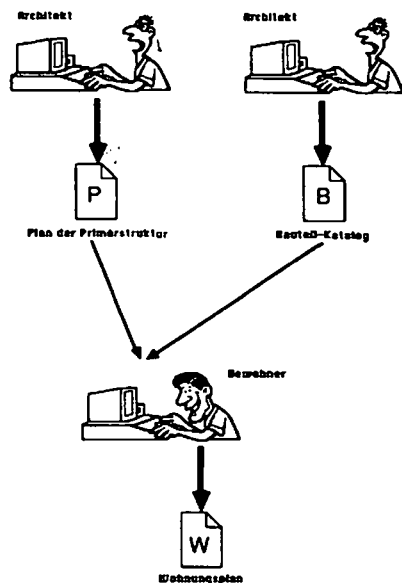 Architekt
Architekt
P
B
Plan der Primärstruktur
Bauteil-Katalog
Bewohner
W
Wohnungsplan